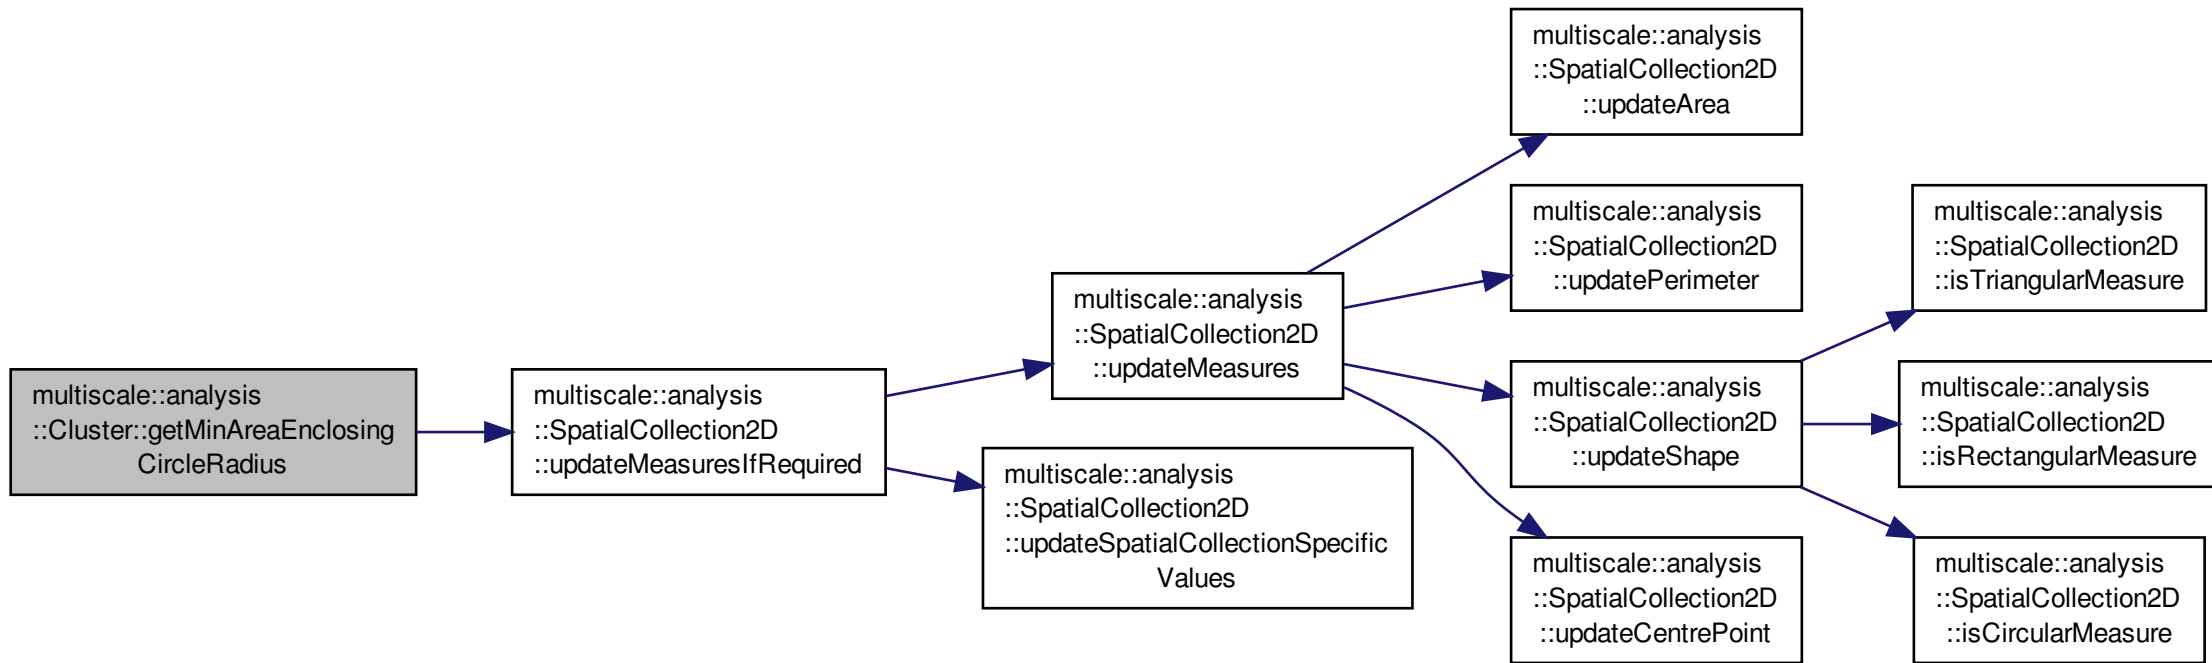 multiscale::analysis
::Cluster::getMinAreaEnclosing
CircleRadius
multiscale::analysis
::SpatialCollection2D
::updateMeasuresIfRequired
multiscale::analysis
::SpatialCollection2D
::updateMeasures
multiscale::analysis
::SpatialCollection2D
::updateSpatialCollectionSpecific
Values
multiscale::analysis
::SpatialCollection2D
::updateArea
multiscale::analysis
::SpatialCollection2D
::updatePerimeter
multiscale::analysis
::SpatialCollection2D
::updateShape
multiscale::analysis
::SpatialCollection2D
::updateCentrePoint
multiscale::analysis
::SpatialCollection2D
::isTriangularMeasure
multiscale::analysis
::SpatialCollection2D
::isRectangularMeasure
multiscale::analysis
::SpatialCollection2D
::isCircularMeasure